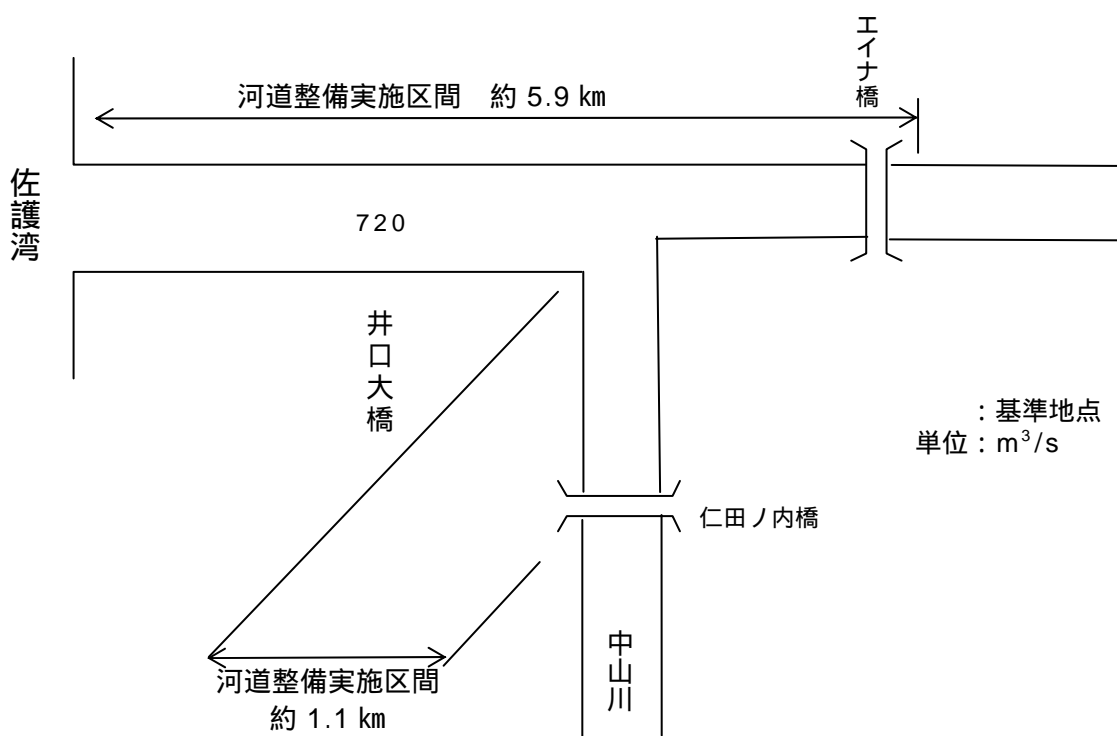 エイナ橋
河道整備実施区間 約 5.9 ㎞
佐護湾
720
井口大橋
：基準地点
単位：m³/s
仁田ノ内橋
中山川
河道整備実施区間
約 1.1 ㎞